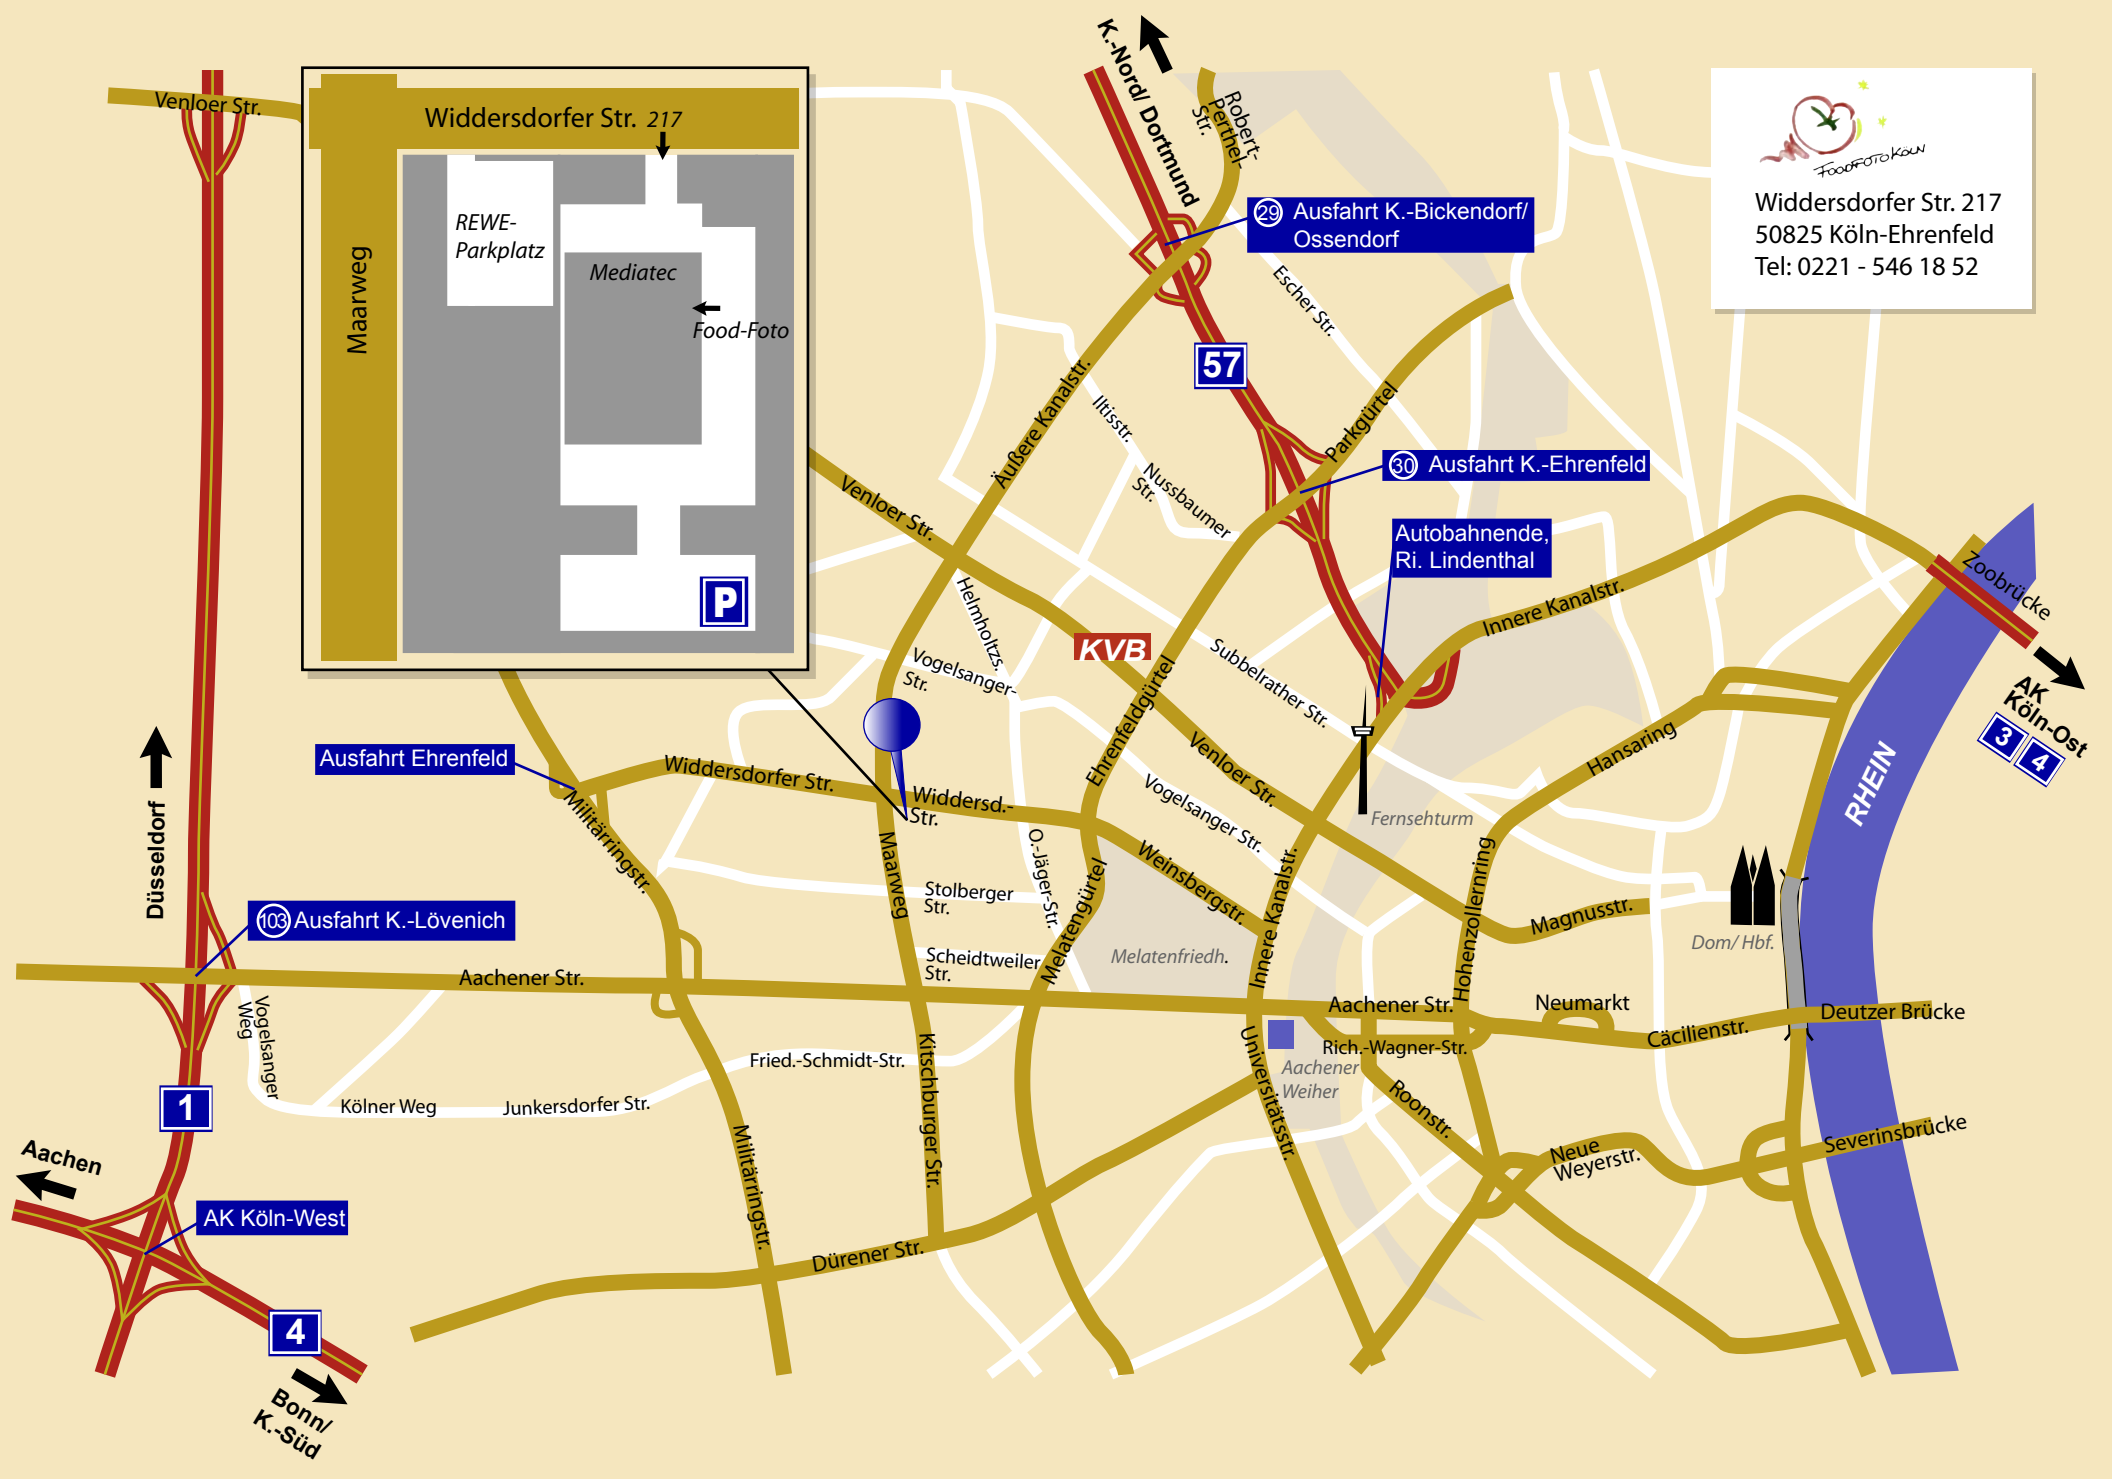 Venloer Str.
Widdersdorfer Str. 217
REWE-
Parkplatz
Mediatec
Food-Foto
Maarweg
P
K.-Nord/ Dortmund
Robert-
Perthel-
Str.
29 Ausfahrt K.-Bickendorf/
Ossendorf
FOODFOTOKÖLN
Widdersdorfer Str. 217
50825 Köln-Ehrenfeld
Tel: 0221 - 546 18 52
Escher Str.
57
Äußere Kanalstr.
Iltisstr.
Parkgürtel
Nussbaumer
Str.
30 Ausfahrt K.-Ehrenfeld
Autobahnende,
Ri. Lindenthal
Venloer Str.
Helmholtzs.
KVB
Innere Kanalstr.
Zoobrücke
AK
Köln-Ost
3
4
Vogelsanger-
Str.
Ehrenfeldgürtel
Subbelrather Str.
Venloer Str.
Hansaring
RHEIN
Ausfahrt Ehrenfeld
Widdersdorfer Str.
Widdersd.-
Str.
Vogelsanger Str.
Fernsehturm
Militärringstr.
Düsseldorf
Maarweg
O.-Jäger-Str.
Weinsbergstr.
Melatengürtel
Innere Kanalstr.
Hohenzollernring
Stolberger
Str.
Magnusstr.
Dom/ Hbf.
103 Ausfahrt K.-Lövenich
Scheidtweiler
Str.
Melatenfriedh.
Aachener Str.
Aachener Str.
Neumarkt
Cäcilienstr.
Deutzer Brücke
Vogelsanger
Weg
Rich.-Wagner-Str.
Aachener
Weiher
Universitätsstr.
Roonstr.
Fried.-Schmidt-Str.
Kitschburger Str.
Kölner Weg
Junkersdorfer Str.
1
Neue
Weyerstr.
Severinsbrücke
Aachen
AK Köln-West
Militärringstr.
Dürener Str.
4
Bonn/
K.-Süd